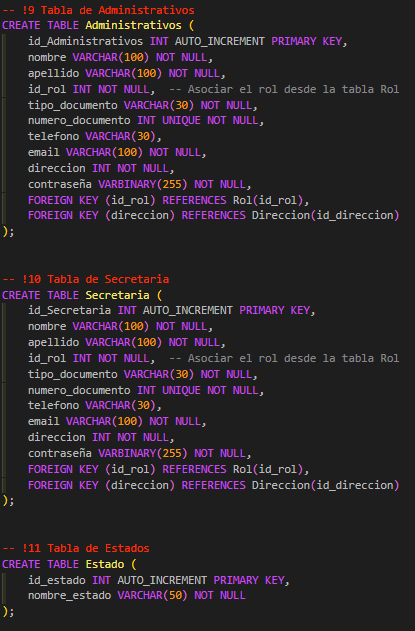 -- !9 Tabla de Administrativos
CREATE TABLE Administrativos (
    id_Administrativos INT AUTO_INCREMENT PRIMARY KEY,
    nombre VARCHAR(100) NOT NULL,
    apellido VARCHAR(100) NOT NULL,
    id_rol INT NOT NULL,  -- Asociar el rol desde la tabla Rol
    tipo_documento VARCHAR(30) NOT NULL,
    numero_documento INT UNIQUE NOT NULL,
    telefono VARCHAR(30),
    email VARCHAR(100) NOT NULL,
    direccion INT NOT NULL,
    contraseña VARBINARY(255) NOT NULL,
    FOREIGN KEY (id_rol) REFERENCES Rol(id_rol),
    FOREIGN KEY (direccion) REFERENCES Direccion(id_direccion)
);
-- !10 Tabla de Secretaria
CREATE TABLE Secretaria (
    id_Secretaria INT AUTO_INCREMENT PRIMARY KEY,
    nombre VARCHAR(100) NOT NULL,
    apellido VARCHAR(100) NOT NULL,
    id_rol INT NOT NULL,  -- Asociar el rol desde la tabla Rol
    tipo_documento VARCHAR(30) NOT NULL,
    numero_documento INT UNIQUE NOT NULL,
    telefono VARCHAR(30),
    email VARCHAR(100) NOT NULL,
    direccion INT NOT NULL,
    contraseña VARBINARY(255) NOT NULL,
    FOREIGN KEY (id_rol) REFERENCES Rol(id_rol),
    FOREIGN KEY (direccion) REFERENCES Direccion(id_direccion)
);
-- !11 Tabla de Estados
CREATE TABLE Estado (
    id_estado INT AUTO_INCREMENT PRIMARY KEY,
    nombre_estado VARCHAR(50) NOT NULL
);